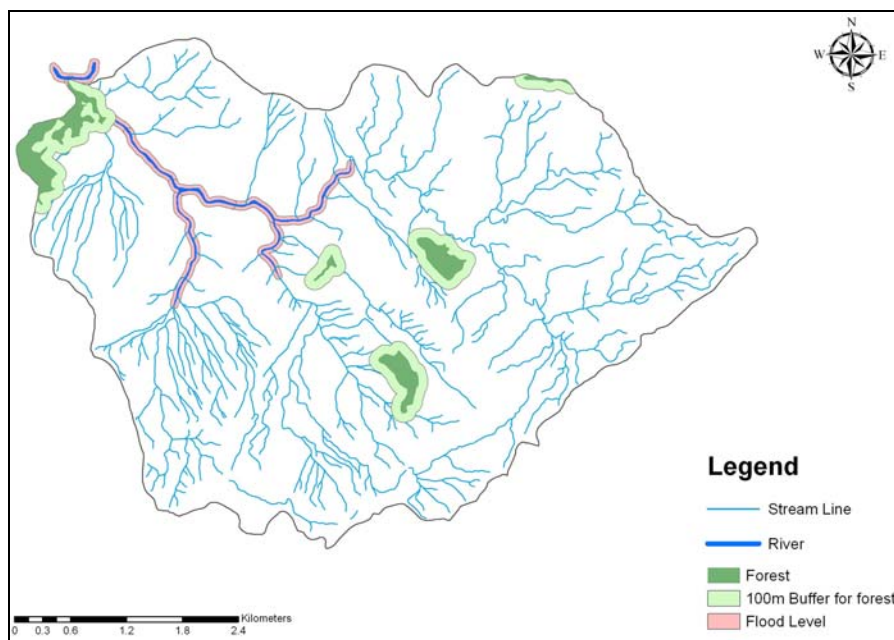 N
W E
S
Legend
Stream Line
River
Forest
100m Buffer for forest
Flood Level
Kilometers
0 0.3 0.6 1.2 1.8 2.4